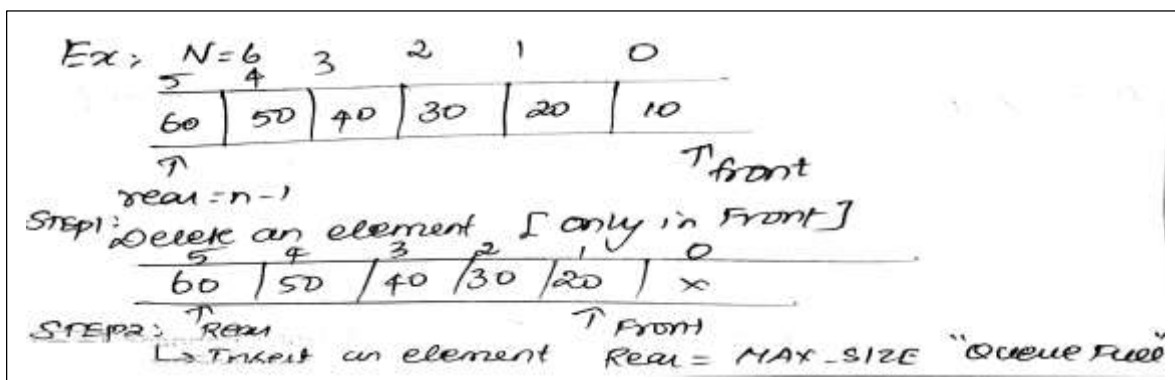 Ex: N=6
5 4 3 2 1 0
60 50 40 30 20 10
↑ ↑ front
rear = n-1
STEP1: Delete an element [only in Front]
5 4 3 2 1 0
60 50 40 30 20 x
↑ Rear ↑ Front
STEP2:
↳ Insert an element Rear = MAX_SIZE "Queue Full"